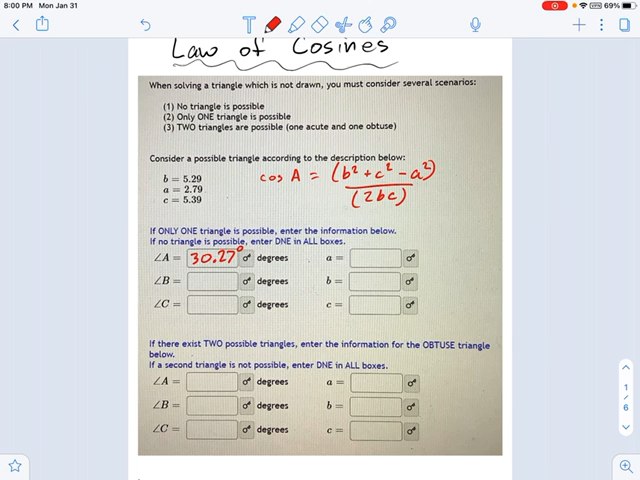 8:00 PM Mon Jan 31
VPN 69%
Law of Cosines
When solving a triangle which is not drawn, you must consider several scenarios:
(1) No triangle is possible
(2) Only ONE triangle is possible
(3) TWO triangles are possible (one acute and one obtuse)
Consider a possible triangle according to the description below:
b = 5.29
a = 2.79
c = 5.39
cos A = (b² + c² - a²)
(2bc)
If ONLY ONE triangle is possible, enter the information below.
If no triangle is possible, enter DNE in ALL boxes.
∠A = 30.27° degrees a =
∠B = degrees b =
∠C = degrees c =
If there exist TWO possible triangles, enter the information for the OBTUSE triangle
below.
If a second triangle is not possible, enter DNE in ALL boxes.
∠A = degrees a =
∠B = degrees b =
∠C = degrees c =
1
/
6